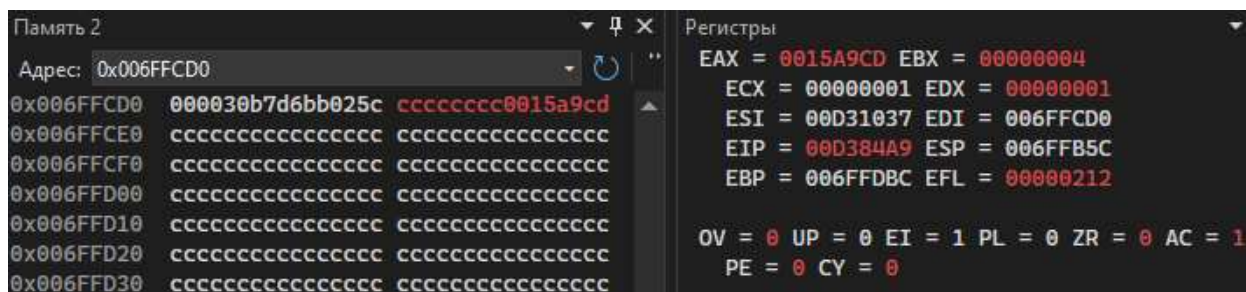 Память 2
Адрес: 0x006FFCD0
0x006FFCD0 000030b7d6bb025c cccccccc0015a9cd
0x006FFCE0 cccccccccccccccc cccccccccccccccc
0x006FFCF0 cccccccccccccccc cccccccccccccccc
0x006FFD00 cccccccccccccccc cccccccccccccccc
0x006FFD10 cccccccccccccccc cccccccccccccccc
0x006FFD20 cccccccccccccccc cccccccccccccccc
0x006FFD30 cccccccccccccccc cccccccccccccccc
Регистры
EAX = 0015A9CD EBX = 00000004
ECX = 00000001 EDX = 00000001
ESI = 00D31037 EDI = 006FFCD0
EIP = 00D384A9 ESP = 006FFB5C
EBP = 006FFDBC EFL = 00000212
OV = 0 UP = 0 EI = 1 PL = 0 ZR = 0 AC = 1
PE = 0 CY = 0